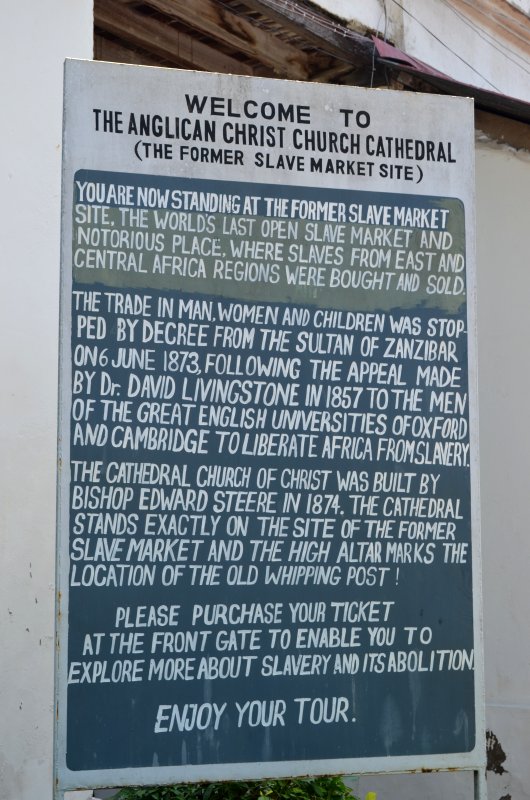 WELCOME TO
THE ANGLICAN CHRIST CHURCH CATHEDRAL
(THE FORMER SLAVE MARKET SITE)
YOU ARE NOW STANDING AT THE FORMER SLAVE MARKET
SITE, THE WORLD'S LAST OPEN SLAVE MARKET AND
NOTORIOUS PLACE, WHERE SLAVES FROM EAST AND
CENTRAL AFRICA REGIONS WERE BOUGHT AND SOLD.
THE TRADE IN MAN, WOMEN AND CHILDREN WAS STOP-
PED BY DECREE FROM THE SULTAN OF ZANZIBAR
ON 6 JUNE 1873, FOLLOWING THE APPEAL MADE
BY Dr. DAVID LIVINGSTONE IN 1857 TO THE MEN
OF THE GREAT ENGLISH UNIVERSITIES OF OXFORD
AND CAMBRIDGE TO LIBERATE AFRICA FROM SLAVERY.
THE CATHEDRAL CHURCH OF CHRIST WAS BUILT BY
BISHOP EDWARD STEERE IN 1874. THE CATHEDRAL
STANDS EXACTLY ON THE SITE OF THE FORMER
SLAVE MARKET AND THE HIGH ALTAR MARKS THE
LOCATION OF THE OLD WHIPPING POST!
PLEASE PURCHASE YOUR TICKET
AT THE FRONT GATE TO ENABLE YOU TO
EXPLORE MORE ABOUT SLAVERY AND ITS ABOLITION.
ENJOY YOUR TOUR.